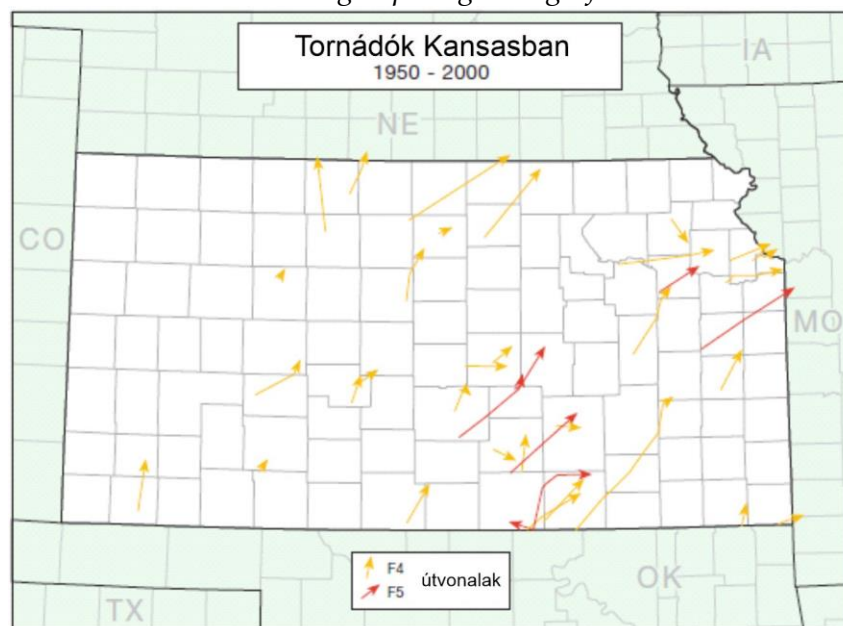 Tornádók Kansasban
1950 - 2000
IA
NE
CO
MO
F4
F5
útvonalak
OK
TX